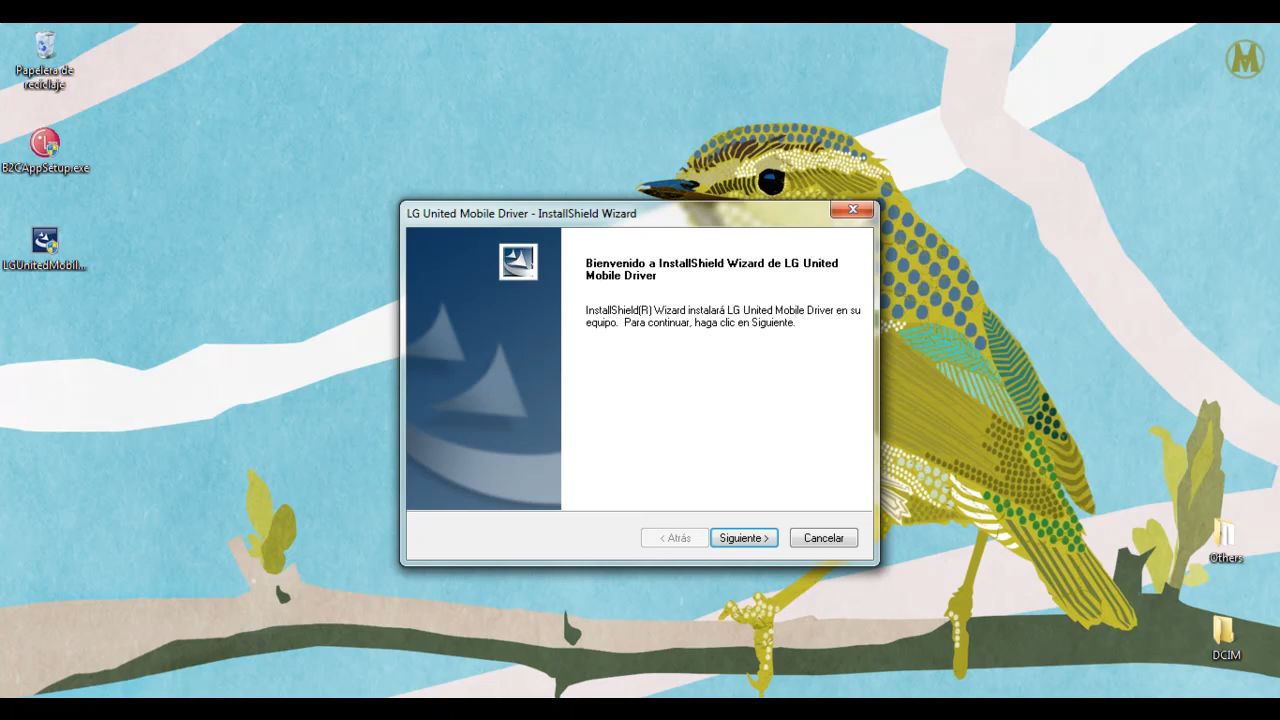 Papelera de
reciclaje
B2CAppSetup.exe
LGUnitedMobil...
M
LG United Mobile Driver - InstallShield Wizard
Bienvenido a InstallShield Wizard de LG United
Mobile Driver
InstallShield(R) Wizard instalará LG United Mobile Driver en su
equipo. Para continuar, haga clic en Siguiente.
< Atrás
Siguiente >
Cancelar
Others
DCIM